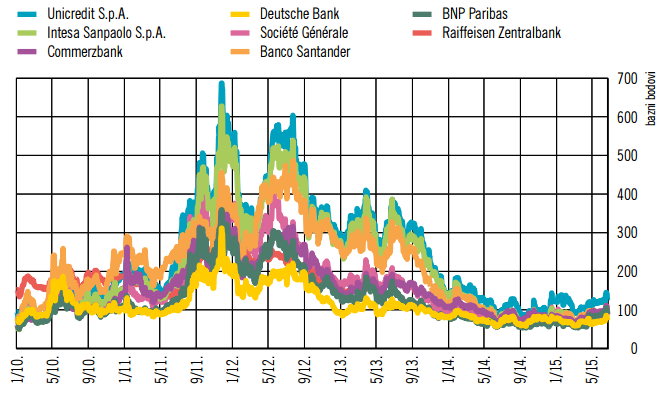 Unicredit S.p.A.
Deutsche Bank
BNP Paribas
Intesa Sanpaolo S.p.A.
Société Générale
Raiffeisen Zentralbank
Commerzbank
Banco Santander
700
600
500
400
300
200
100
0
bazni bodovi
1/10.
5/10.
9/10.
1/11.
5/11.
9/11.
1/12.
5/12.
9/12.
1/13.
5/13.
9/13.
1/14.
5/14.
9/14.
1/15.
5/15.